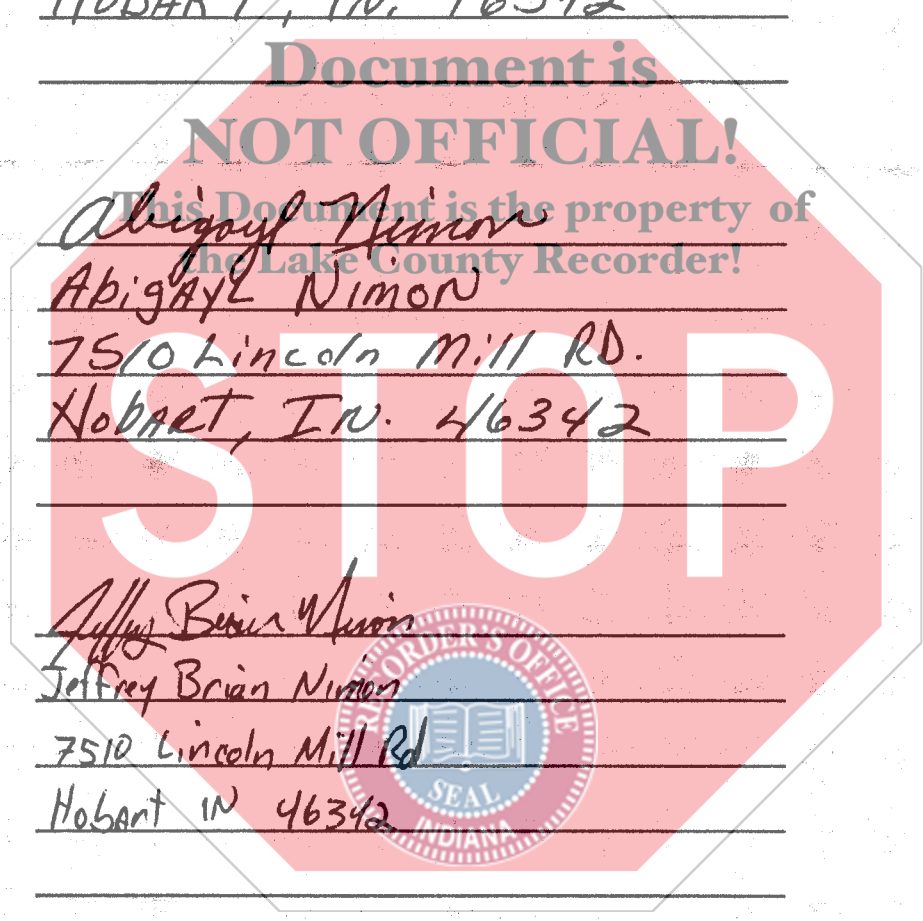 HOBART, IN. 46342
Document is
NOT OFFICIAL!
This Document is the property of
the Lake County Recorder!
Abigayl Nimon
AbigAyL NimoN
7510 Lincoln Mill RD.
HobART, IN. 46342
STOP
Jeffrey Brian Nimon
Jeffrey Brian Nimon
7510 Lincoln Mill Rd
Hobart IN 46342
RECORDER'S OFFICE
SEAL
INDIANA